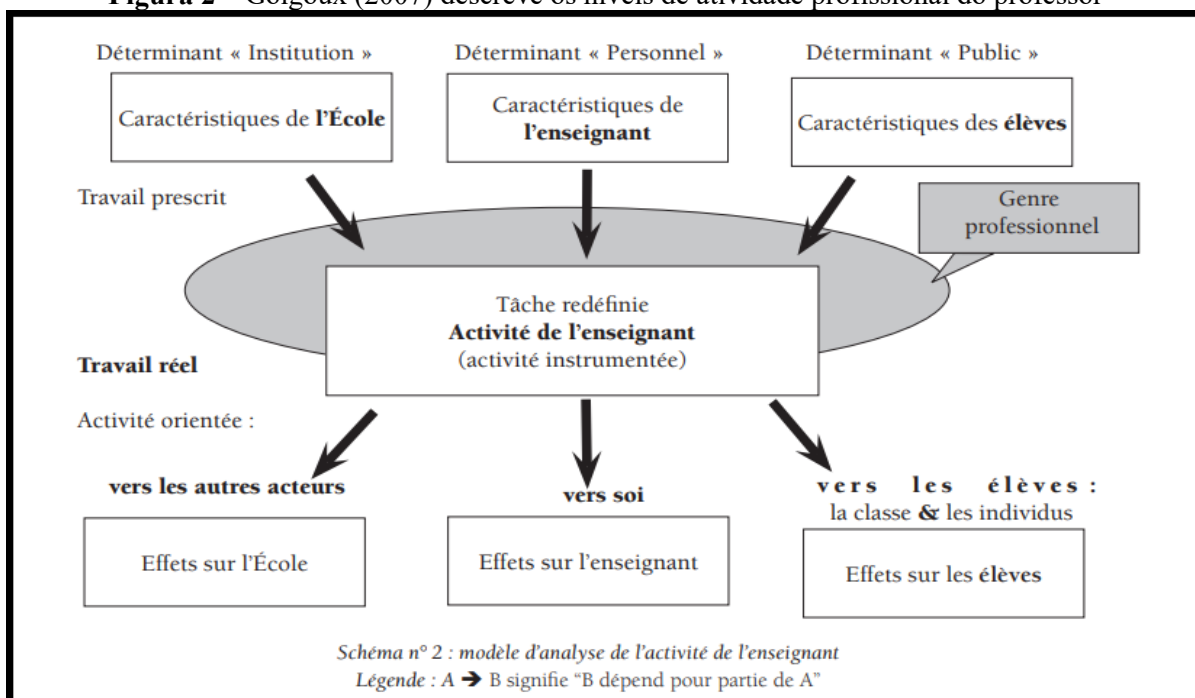 Figura 2 – Goigoux (2007) descreve os níveis de atividade profissional do professor
Déterminant « Institution »
Déterminant « Personnel »
Déterminant « Public »
Caractéristiques de l'École
Caractéristiques de
l'enseignant
Caractéristiques des élèves
Travail prescrit
Genre
professionnel
Tâche redéfinie
Activité de l'enseignant
(activité instrumentée)
Travail réel
Activité orientée :
vers les autres acteurs
vers soi
vers les élèves :
la classe & les individus
Effets sur l'École
Effets sur l'enseignant
Effets sur les élèves
Schéma n° 2 : modèle d'analyse de l'activité de l'enseignant
Légende : A ➔ B signifie “B dépend pour partie de A”